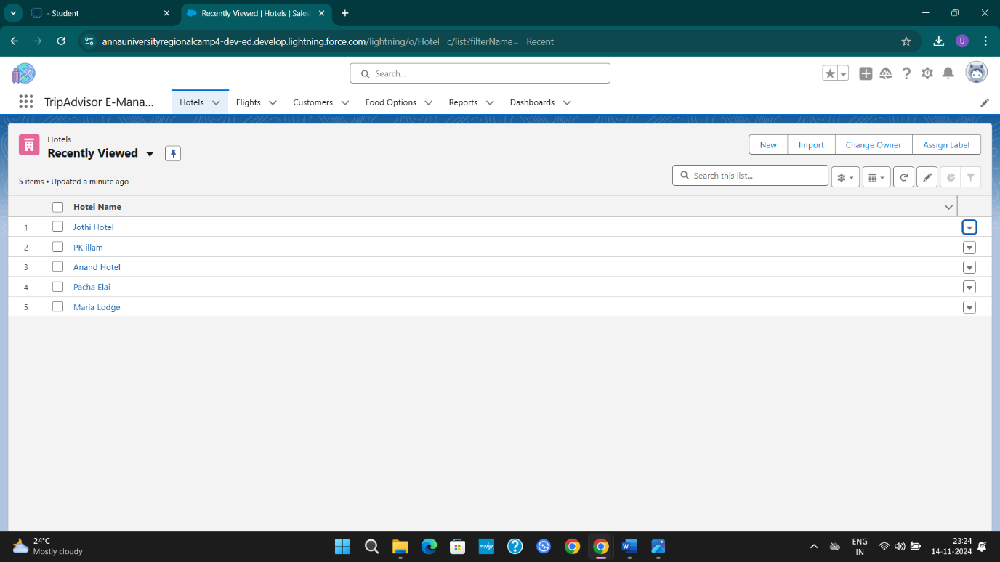 - Student
Recently Viewed | Hotels | Sales
annauniversityregionalcamp4-dev-ed.develop.lightning.force.com/lightning/o/Hotel__c/list?filterName=__Recent
U
Search...
TripAdvisor E-Mana...
Hotels
Flights
Customers
Food Options
Reports
Dashboards
Hotels
Recently Viewed
New
Import
Change Owner
Assign Label
5 items • Updated a minute ago
Search this list...
Hotel Name
1 Jothi Hotel
2 PK illam
3 Anand Hotel
4 Pacha Elai
5 Maria Lodge
24°C
Mostly cloudy
myhp
ENG
IN
23:24
14-11-2024